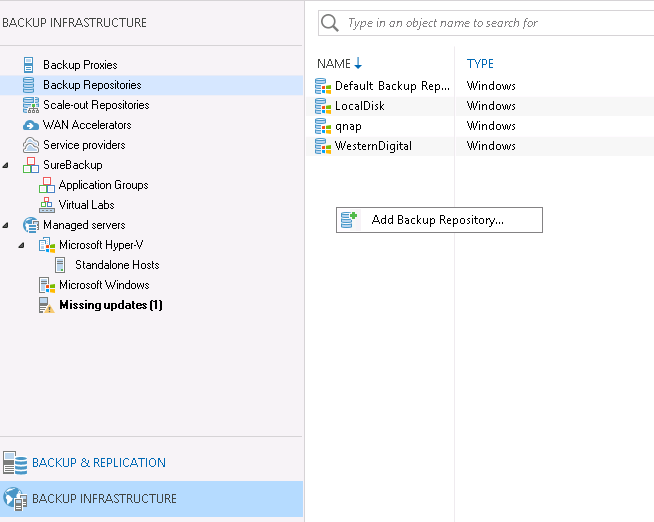 BACKUP INFRASTRUCTURE
Backup Proxies
Backup Repositories
Scale-out Repositories
WAN Accelerators
Service providers
SureBackup
Application Groups
Virtual Labs
Managed servers
Microsoft Hyper-V
Standalone Hosts
Microsoft Windows
Missing updates (1)
BACKUP & REPLICATION
BACKUP INFRASTRUCTURE
Type in an object name to search for
NAME TYPE
Default Backup Rep... Windows
LocalDisk Windows
qnap Windows
WesternDigital Windows
Add Backup Repository...